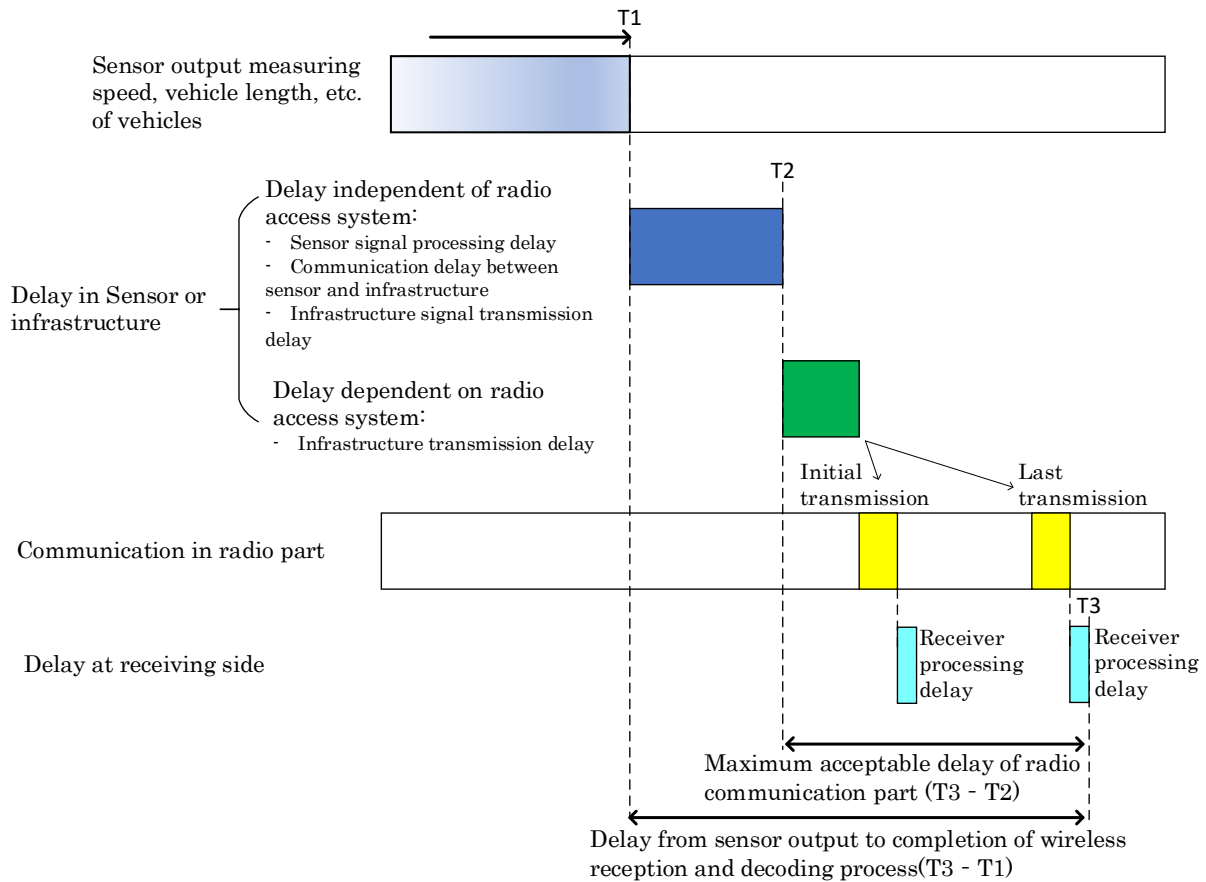 T1
Sensor output measuring
speed, vehicle length, etc.
of vehicles
T2
Delay independent of radio
access system:
- Sensor signal processing delay
- Communication delay between
sensor and infrastructure
- Infrastructure signal transmission
delay
Delay in Sensor or
infrastructure
Delay dependent on radio
access system:
- Infrastructure transmission delay
Initial
transmission
Last
transmission
Communication in radio part
T3
Delay at receiving side
Receiver
processing
delay
Receiver
processing
delay
Maximum acceptable delay of radio
communication part (T3 - T2)
Delay from sensor output to completion of wireless
reception and decoding process(T3 - T1)